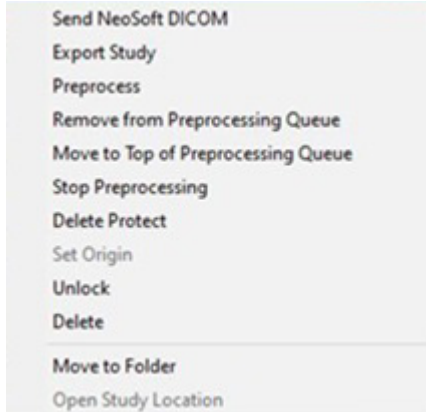 Send NeoSoft DICOM
Export Study
Preprocess
Remove from Preprocessing Queue
Move to Top of Preprocessing Queue
Stop Preprocessing
Delete Protect
Set Origin
Unlock
Delete
Move to Folder
Open Study Location